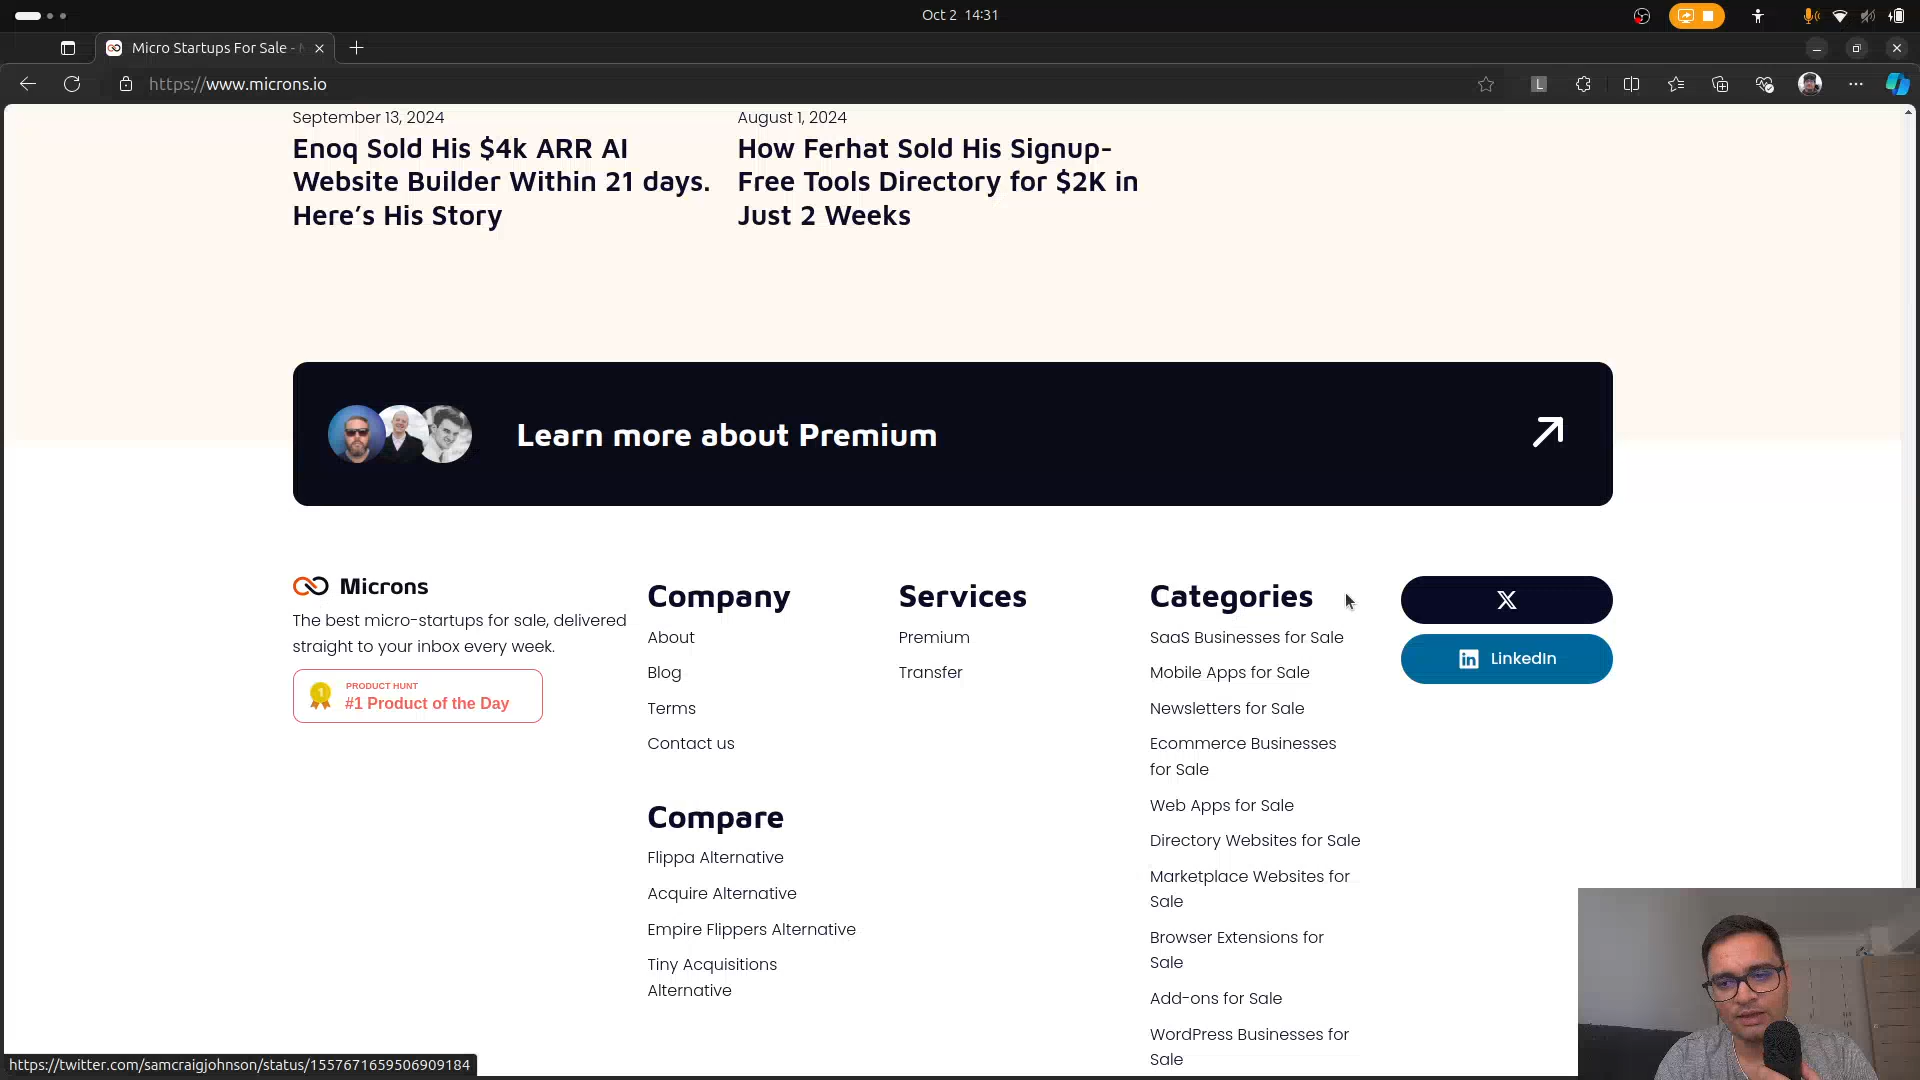 Oct 2 14:31
Micro Startups For Sale -
https://www.microns.io
L
September 13, 2024
Enoq Sold His $4k ARR AI
Website Builder Within 21 days.
Here's His Story
August 1, 2024
How Ferhat Sold His Signup-
Free Tools Directory for $2K in
Just 2 Weeks
Learn more about Premium
Microns
The best micro-startups for sale, delivered
straight to your inbox every week.
1
PRODUCT HUNT
#1 Product of the Day
Company
About
Blog
Terms
Contact us
Compare
Flippa Alternative
Acquire Alternative
Empire Flippers Alternative
Tiny Acquisitions
Alternative
Services
Premium
Transfer
Categories
SaaS Businesses for Sale
Mobile Apps for Sale
Newsletters for Sale
Ecommerce Businesses
for Sale
Web Apps for Sale
Directory Websites for Sale
Marketplace Websites for
Sale
Browser Extensions for
Sale
Add-ons for Sale
WordPress Businesses for
Sale
X
in LinkedIn
https://twitter.com/samcraigjohnson/status/1557671659506909184